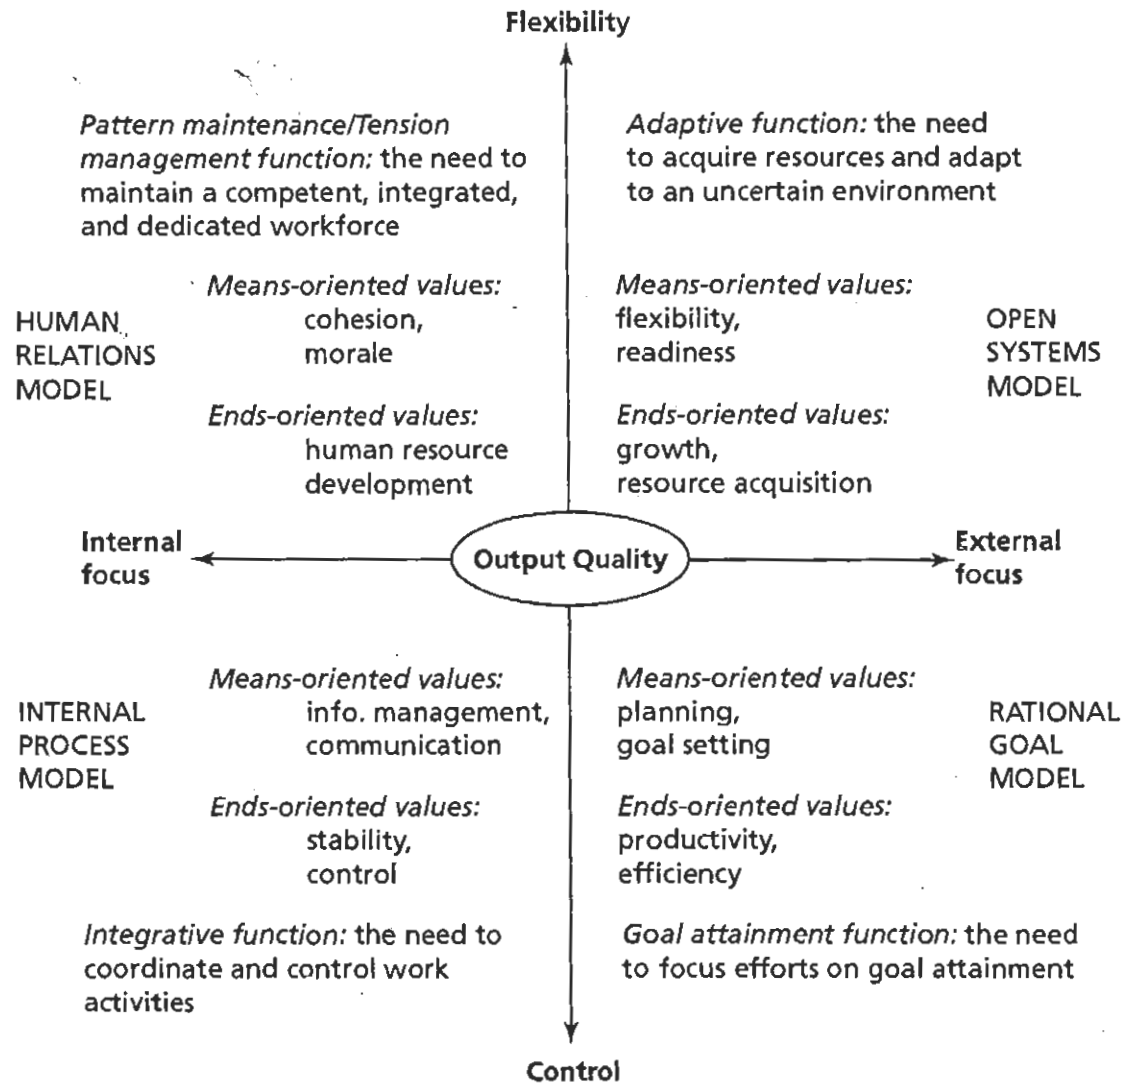 Flexibility
Pattern maintenance/Tension
management function: the need to
maintain a competent, integrated,
and dedicated workforce
Adaptive function: the need
to acquire resources and adapt
to an uncertain environment
HUMAN
RELATIONS
MODEL
Means-oriented values:
cohesion,
morale
Ends-oriented values:
human resource
development
Means-oriented values:
flexibility,
readiness
Ends-oriented values:
growth,
resource acquisition
OPEN
SYSTEMS
MODEL
Internal
focus
Output Quality
External
focus
INTERNAL
PROCESS
MODEL
Means-oriented values:
info. management,
communication
Ends-oriented values:
stability,
control
Means-oriented values:
planning,
goal setting
Ends-oriented values:
productivity,
efficiency
RATIONAL
GOAL
MODEL
Integrative function: the need to
coordinate and control work
activities
Goal attainment function: the need
to focus efforts on goal attainment
Control